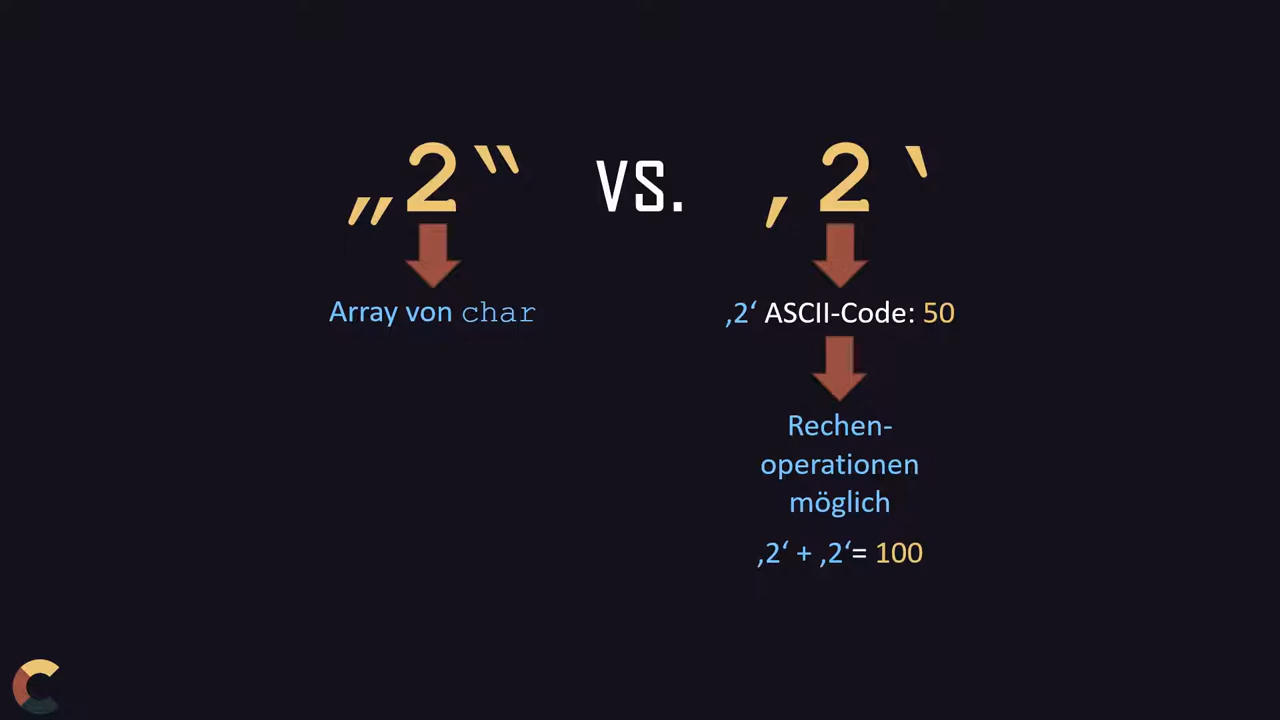 „2“ vs. ‚2‘
Array von char
‚2‘ ASCII-Code: 50
Rechen-
operationen
möglich
‚2‘ + ‚2‘= 100